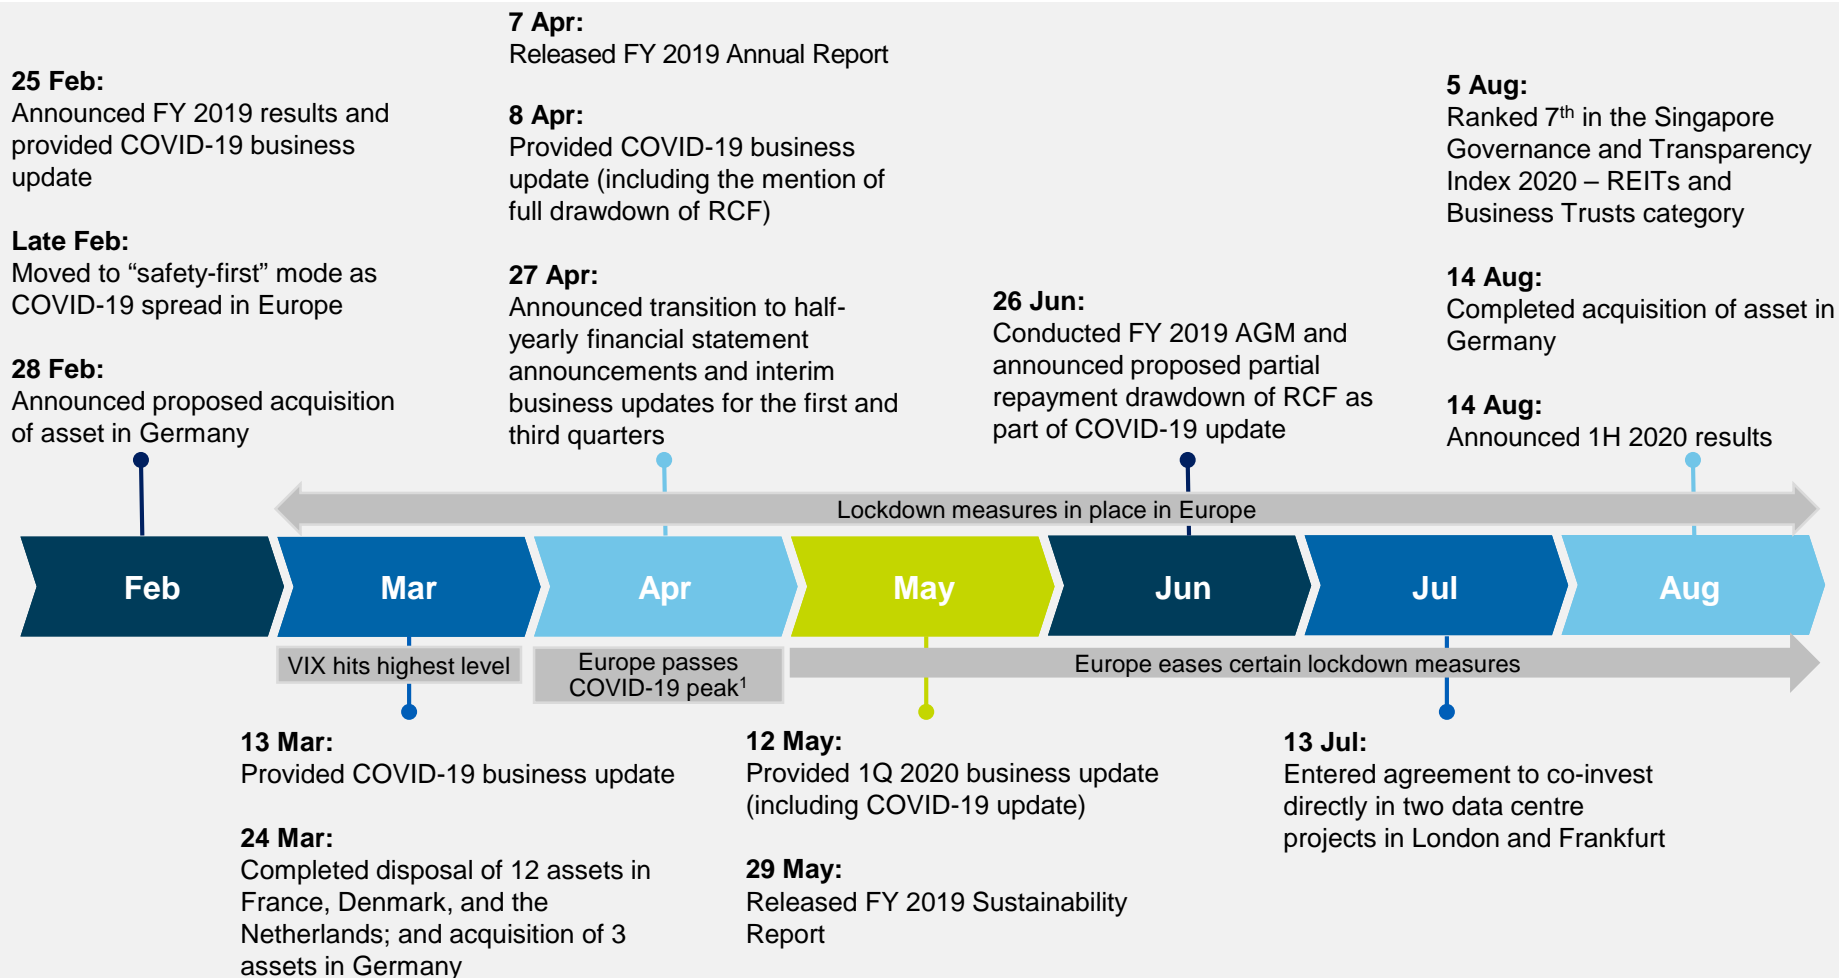 25 Feb:
Announced FY 2019 results and
provided COVID-19 business
update
Late Feb:
Moved to “safety-first” mode as
COVID-19 spread in Europe
28 Feb:
Announced proposed acquisition
of asset in Germany
7 Apr:
Released FY 2019 Annual Report
8 Apr:
Provided COVID-19 business
update (including the mention of
full drawdown of RCF)
27 Apr:
Announced transition to half-
yearly financial statement
announcements and interim
business updates for the first and
third quarters
26 Jun:
Conducted FY 2019 AGM and
announced proposed partial
repayment drawdown of RCF as
part of COVID-19 update
5 Aug:
Ranked 7th in the Singapore
Governance and Transparency
Index 2020 – REITs and
Business Trusts category
14 Aug:
Completed acquisition of asset in
Germany
14 Aug:
Announced 1H 2020 results
Lockdown measures in place in Europe
Feb
Mar
Apr
May
Jun
Jul
Aug
VIX hits highest level
Europe passes
COVID-19 peak1
Europe eases certain lockdown measures
13 Mar:
Provided COVID-19 business update
24 Mar:
Completed disposal of 12 assets in
France, Denmark, and the
Netherlands; and acquisition of 3
assets in Germany
12 May:
Provided 1Q 2020 business update
(including COVID-19 update)
29 May:
Released FY 2019 Sustainability
Report
13 Jul:
Entered agreement to co-invest
directly in two data centre
projects in London and Frankfurt